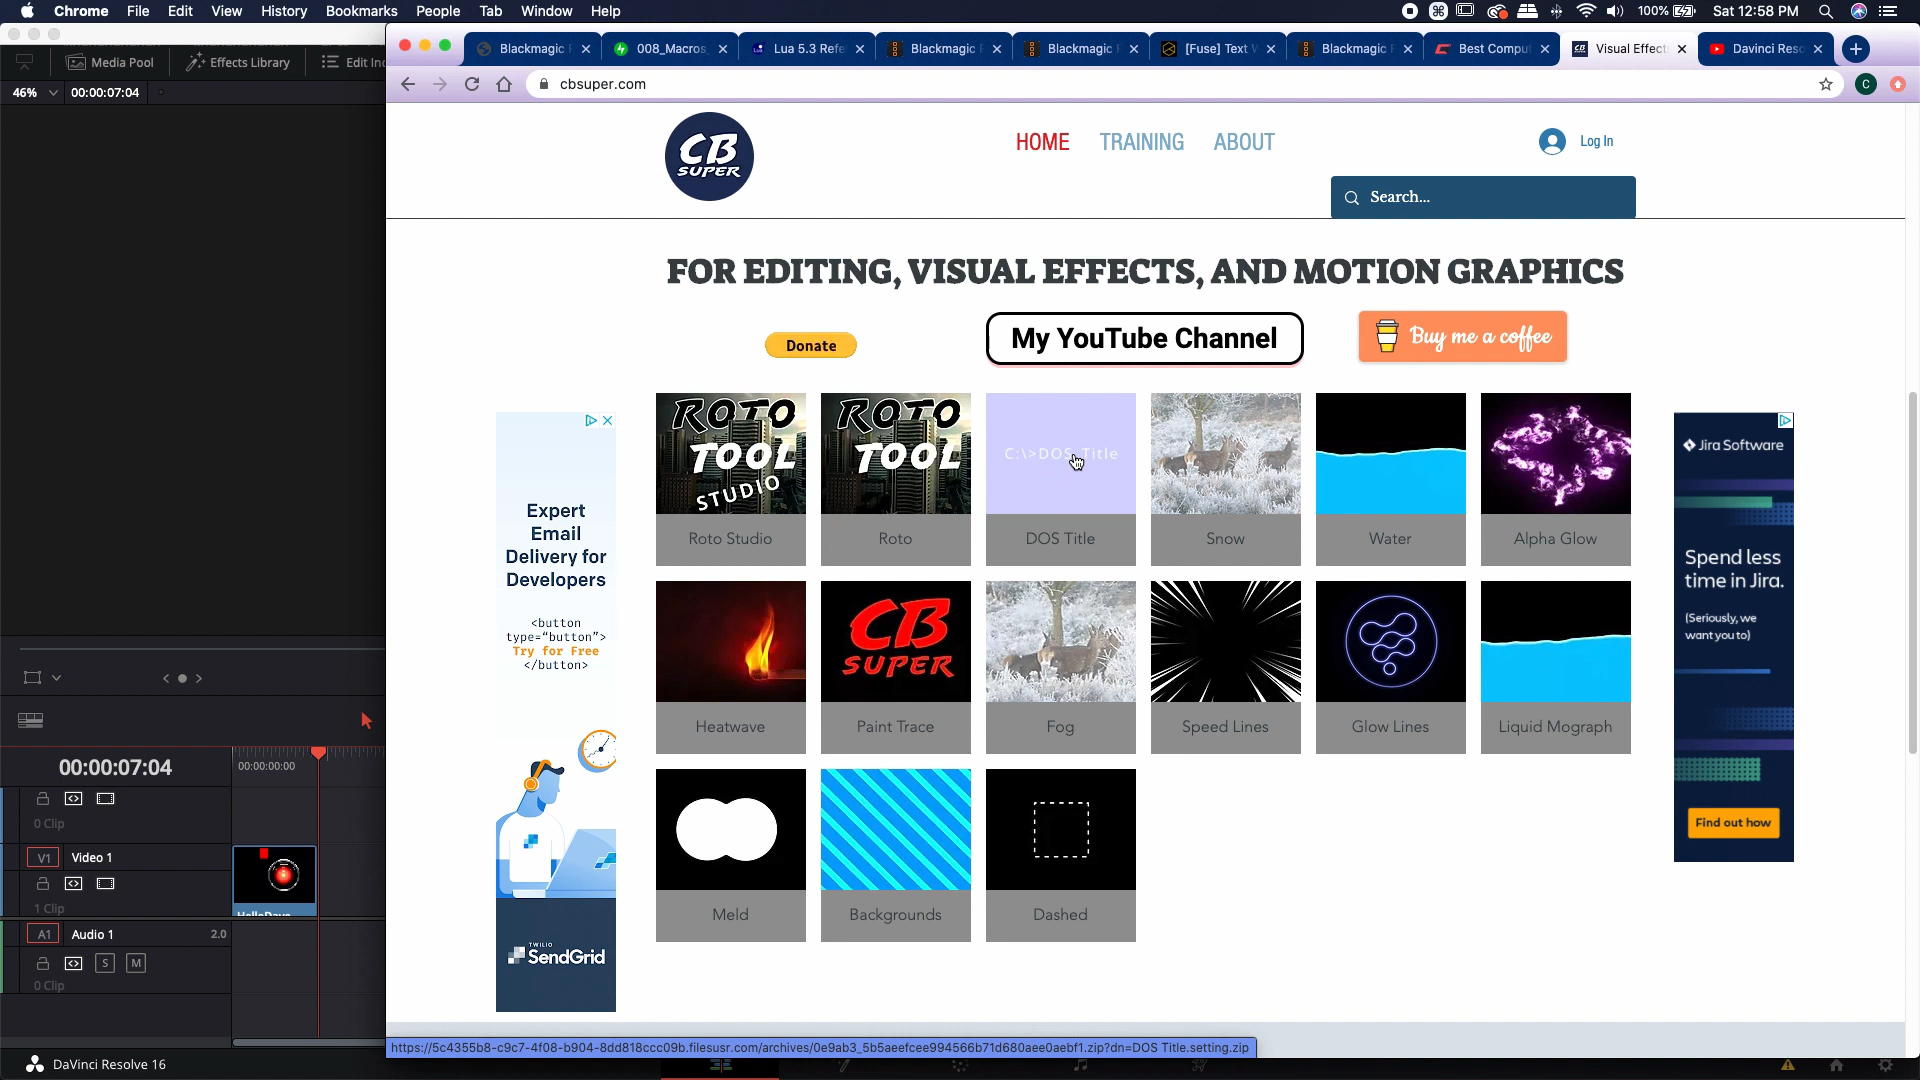 Chrome File Edit View History Bookmarks People Tab Window Help
100% Sat 12:58 PM
Media Pool Effects Library Edit Ind
46% 00:00:07:04
Blackmagic F 008_Macros_ Lua 5.3 Refe Blackmagic F Blackmagic F [Fuse] Text W Blackmagic F Best Comput Visual Effect Davinci Reso
cbsuper.com
C
CB
SUPER
HOME TRAINING ABOUT
Log In
Search...
FOR EDITING, VISUAL EFFECTS, AND MOTION GRAPHICS
Donate
My YouTube Channel
Buy me a coffee
ROTO
TOOL
STUDIO
ROTO
TOOL
C:\>DOS Title
Roto Studio Roto DOS Title Snow Water Alpha Glow
CB
SUPER
Heatwave Paint Trace Fog Speed Lines Glow Lines Liquid Mograph
Meld Backgrounds Dashed
Expert
Email
Delivery for
Developers
<button
type="button">
Try for Free
</button>
TWILIO
SendGrid
Jira Software
Spend less
time in Jira.
(Seriously, we
want you to)
Find out how
00:00:07:04
00:00:00:00
0 Clip
V1 Video 1
1 Clip
HelloDave
A1 Audio 1 2.0
S M
0 Clip
https://5c4355b8-c9c7-4f08-b904-8dd818ccc09b.filesusr.com/archives/0e9ab3_5b5aeefcee994566b71d680aee0aebf1.zip?dn=DOS Title.setting.zip
DaVinci Resolve 16